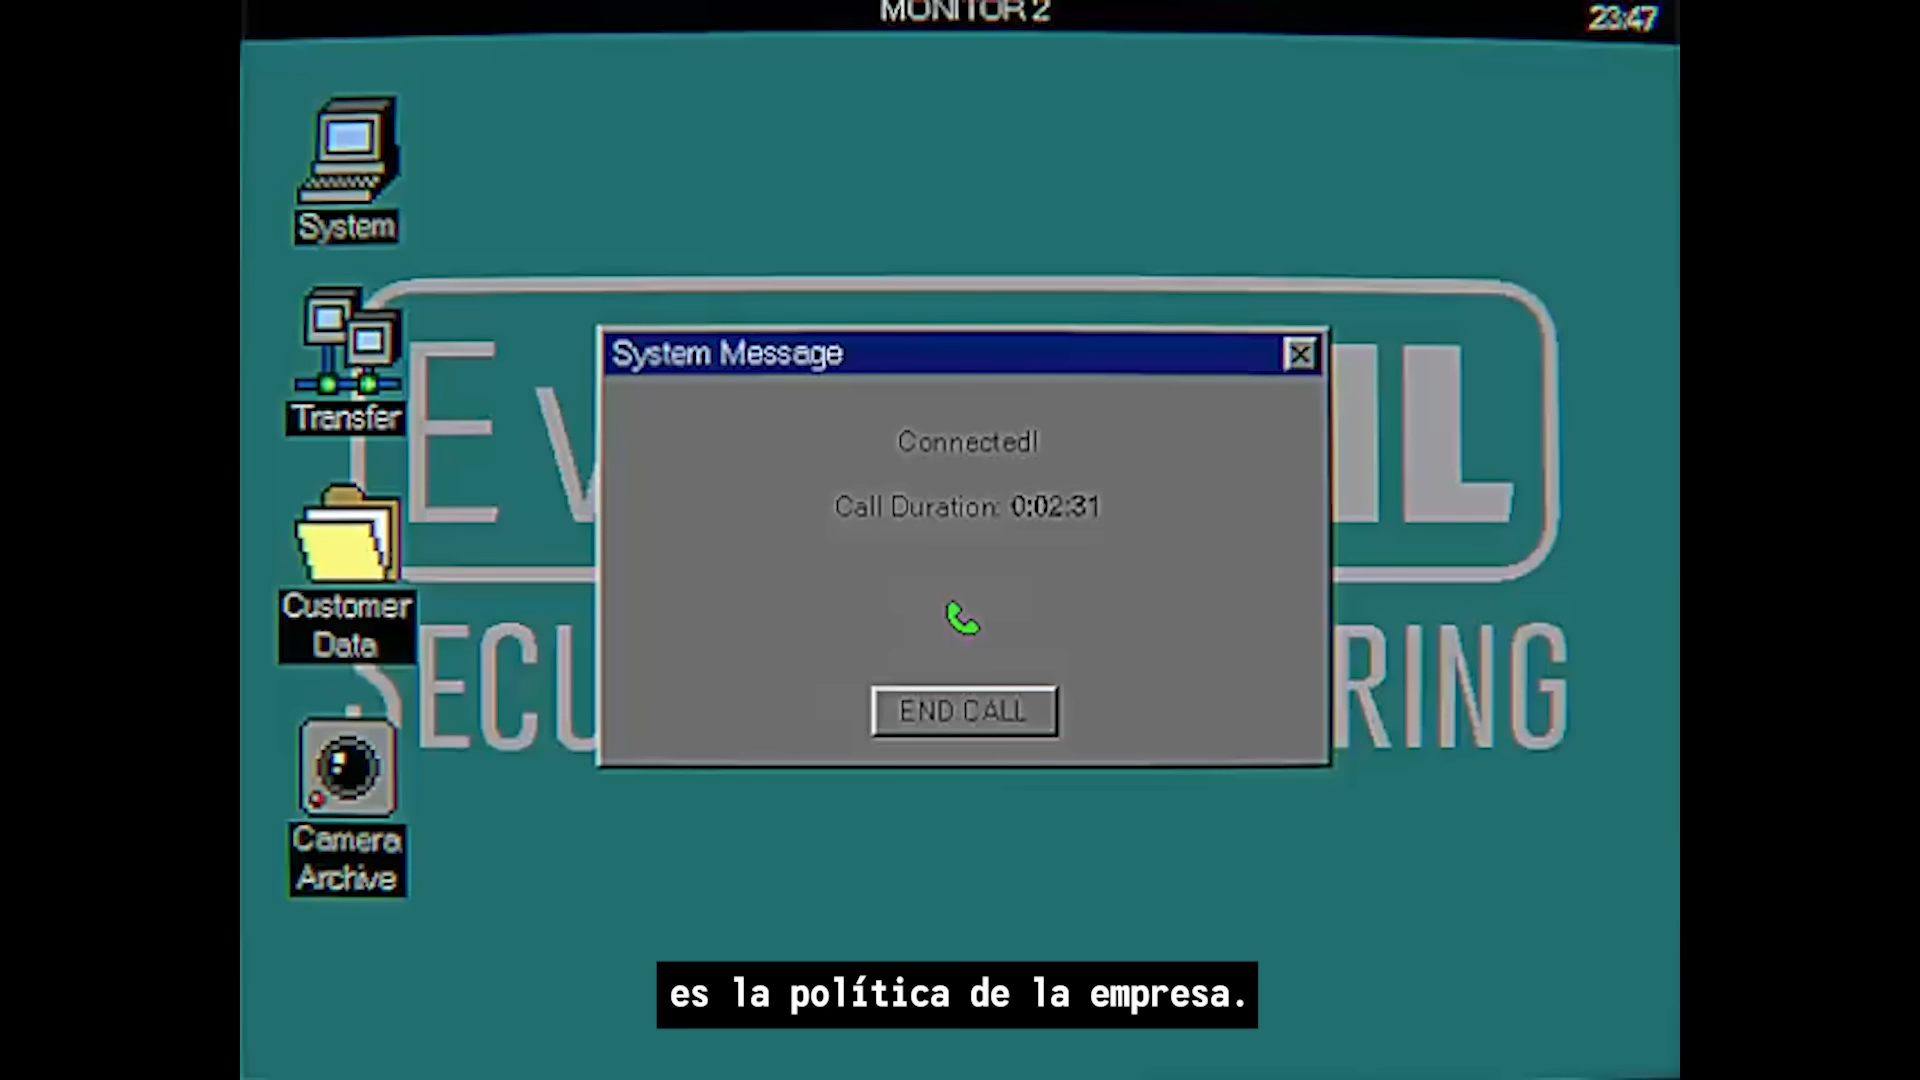 MONITOR 2
23:47
System
Transfer
Customer
Data
Camera
Archive
System Message
Connected!
Call Duration: 0:02:31
END CALL
es la política de la empresa.